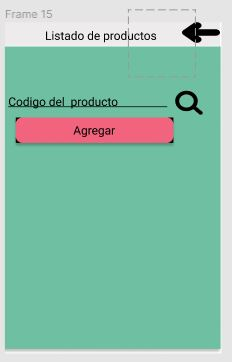 Frame 15
Listado de productos
Codigo del producto
Agregar